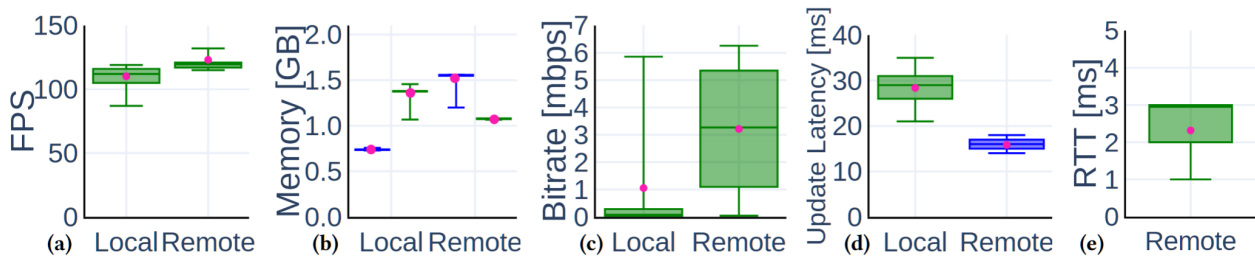 FPS
150
100
50
0
(a) Local Remote
Memory [GB]
2.0
1.5
1.0
0.5
0.0
(b) Local Remote
Bitrate [mbps]
7
6
5
4
3
2
1
0
(c) Local Remote
Update Latency [ms]
40
30
20
10
0
(d) Local Remote
RTT [ms]
5
4
3
2
1
0
(e) Remote